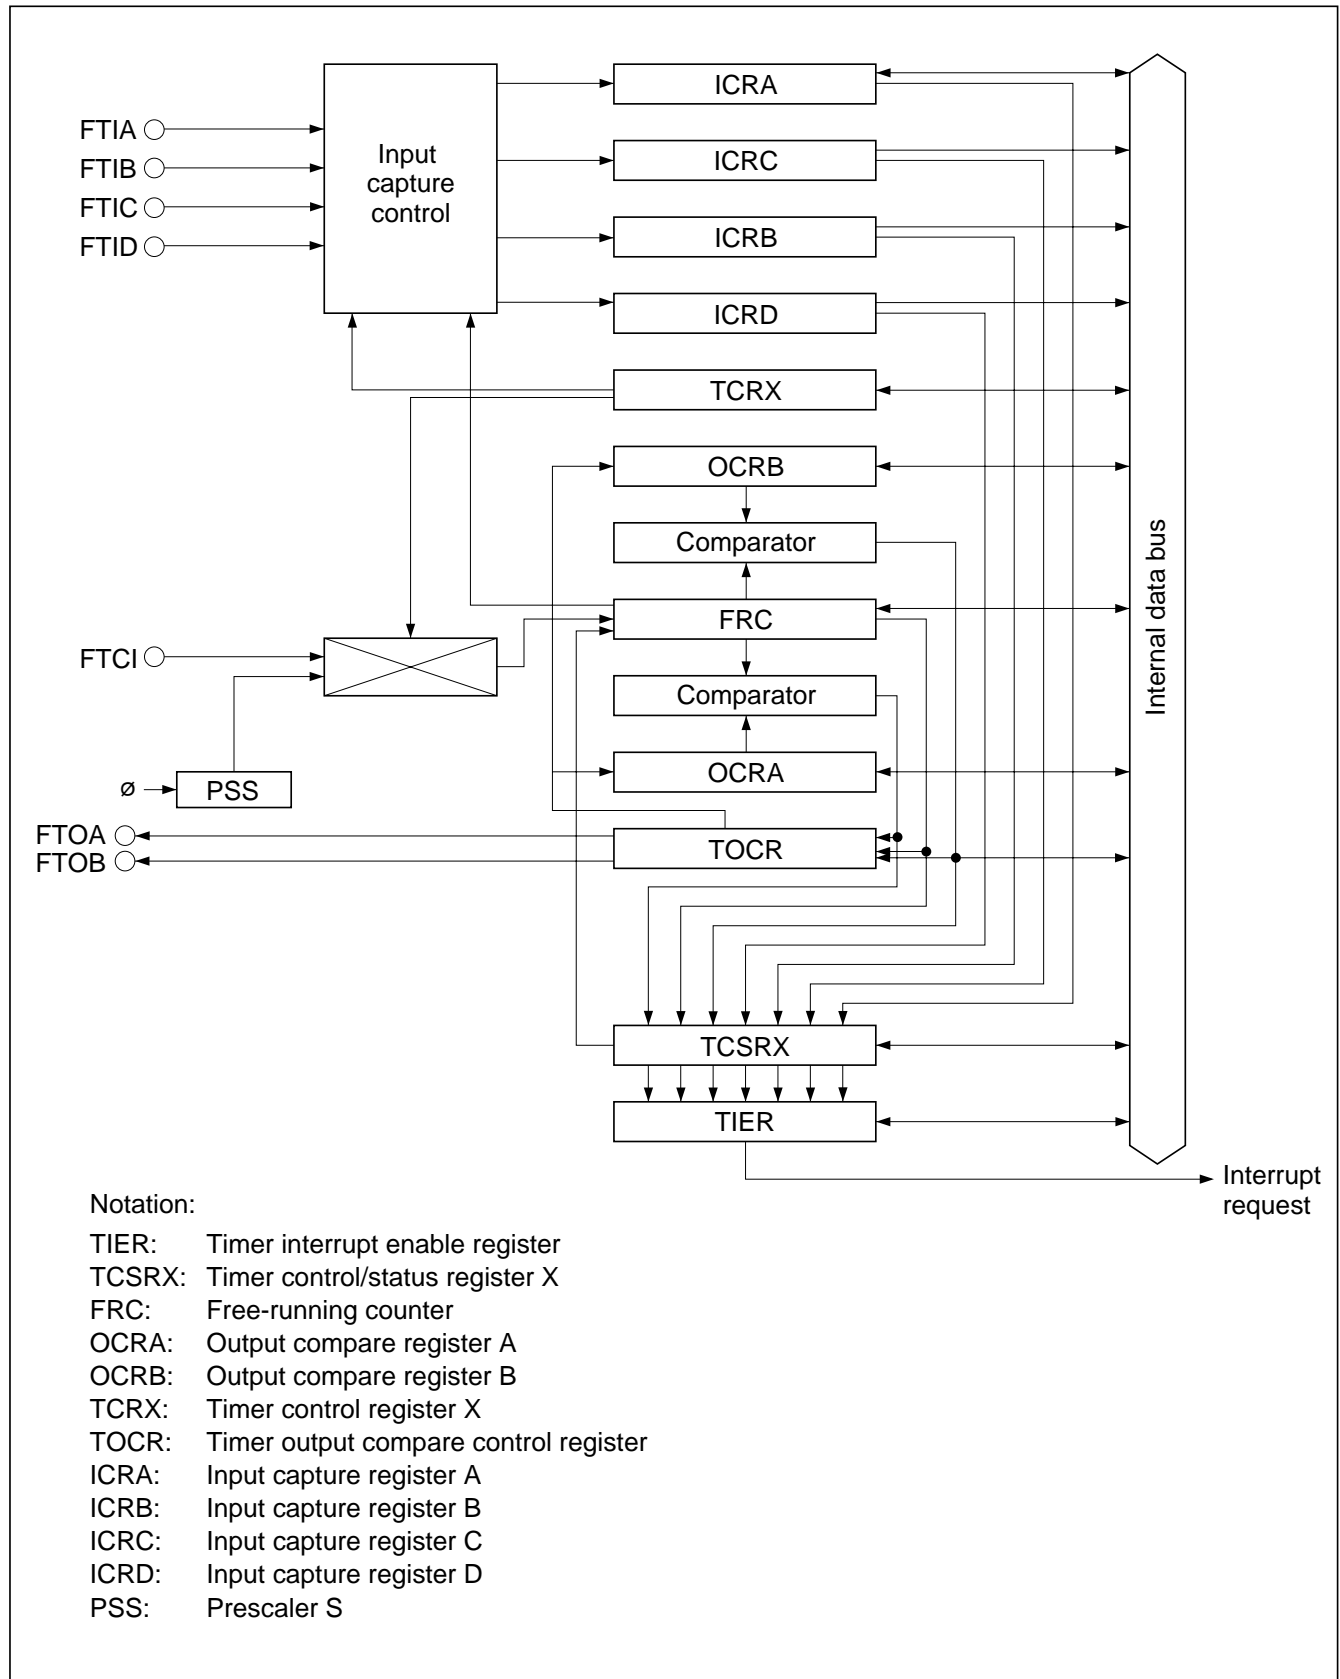 FTIA
FTIB
FTIC
FTID
Input
capture
control
ICRA
ICRC
ICRB
ICRD
TCRX
OCRB
Comparator
FRC
FTCI
Comparator
OCRA
ø
PSS
FTOA
FTOB
TOCR
TCSRX
TIER
Internal data bus
Interrupt
request
Notation:
TIER: Timer interrupt enable register
TCSRX: Timer control/status register X
FRC: Free-running counter
OCRA: Output compare register A
OCRB: Output compare register B
TCRX: Timer control register X
TOCR: Timer output compare control register
ICRA: Input capture register A
ICRB: Input capture register B
ICRC: Input capture register C
ICRD: Input capture register D
PSS: Prescaler S